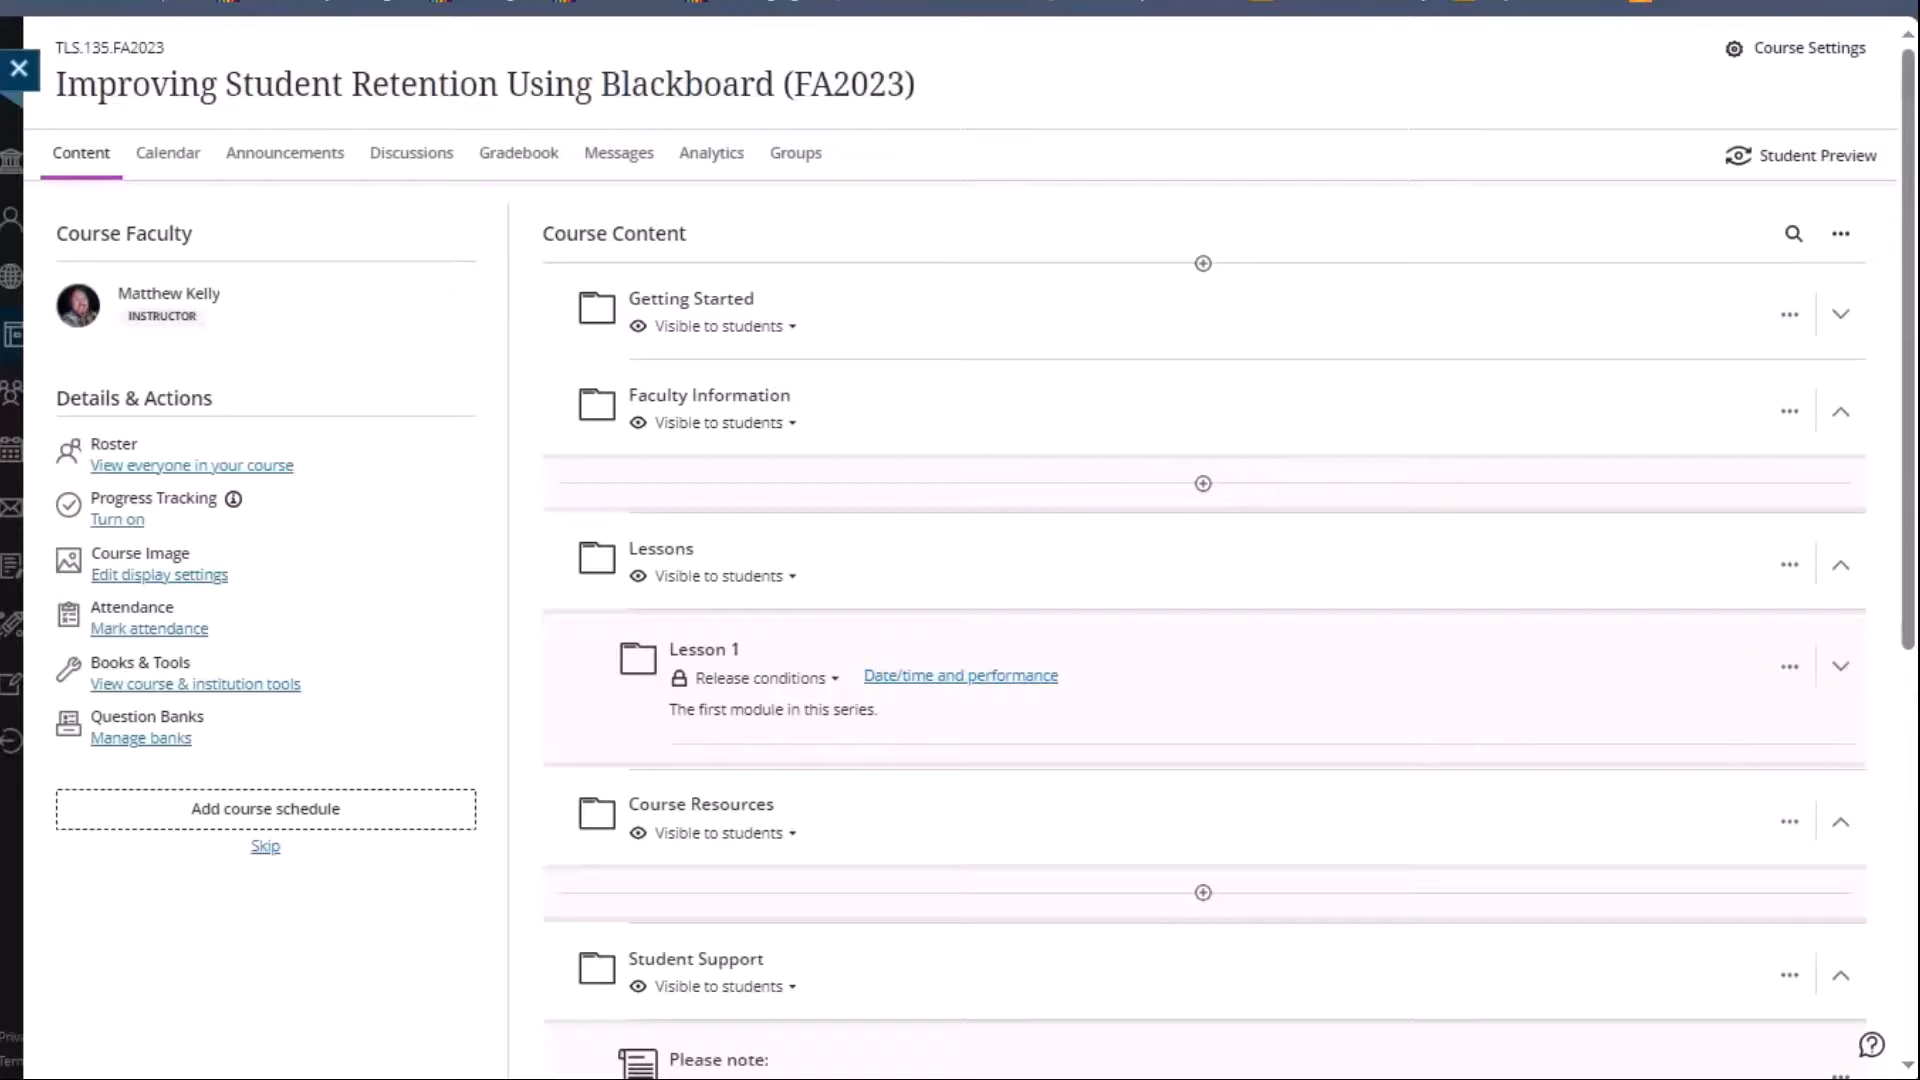 TLS.135.FA2023
Course Settings
Improving Student Retention Using Blackboard (FA2023)
Content Calendar Announcements Discussions Gradebook Messages Analytics Groups
Student Preview
Course Faculty
Matthew Kelly
INSTRUCTOR
Details & Actions
Roster
View everyone in your course
Progress Tracking
Turn on
Course Image
Edit display settings
Attendance
Mark attendance
Books & Tools
View course & institution tools
Question Banks
Manage banks
Add course schedule
Skip
Course Content
Getting Started
Visible to students
Faculty Information
Visible to students
Lessons
Visible to students
Lesson 1
Release conditions Date/time and performance
The first module in this series.
Course Resources
Visible to students
Student Support
Visible to students
Please note: